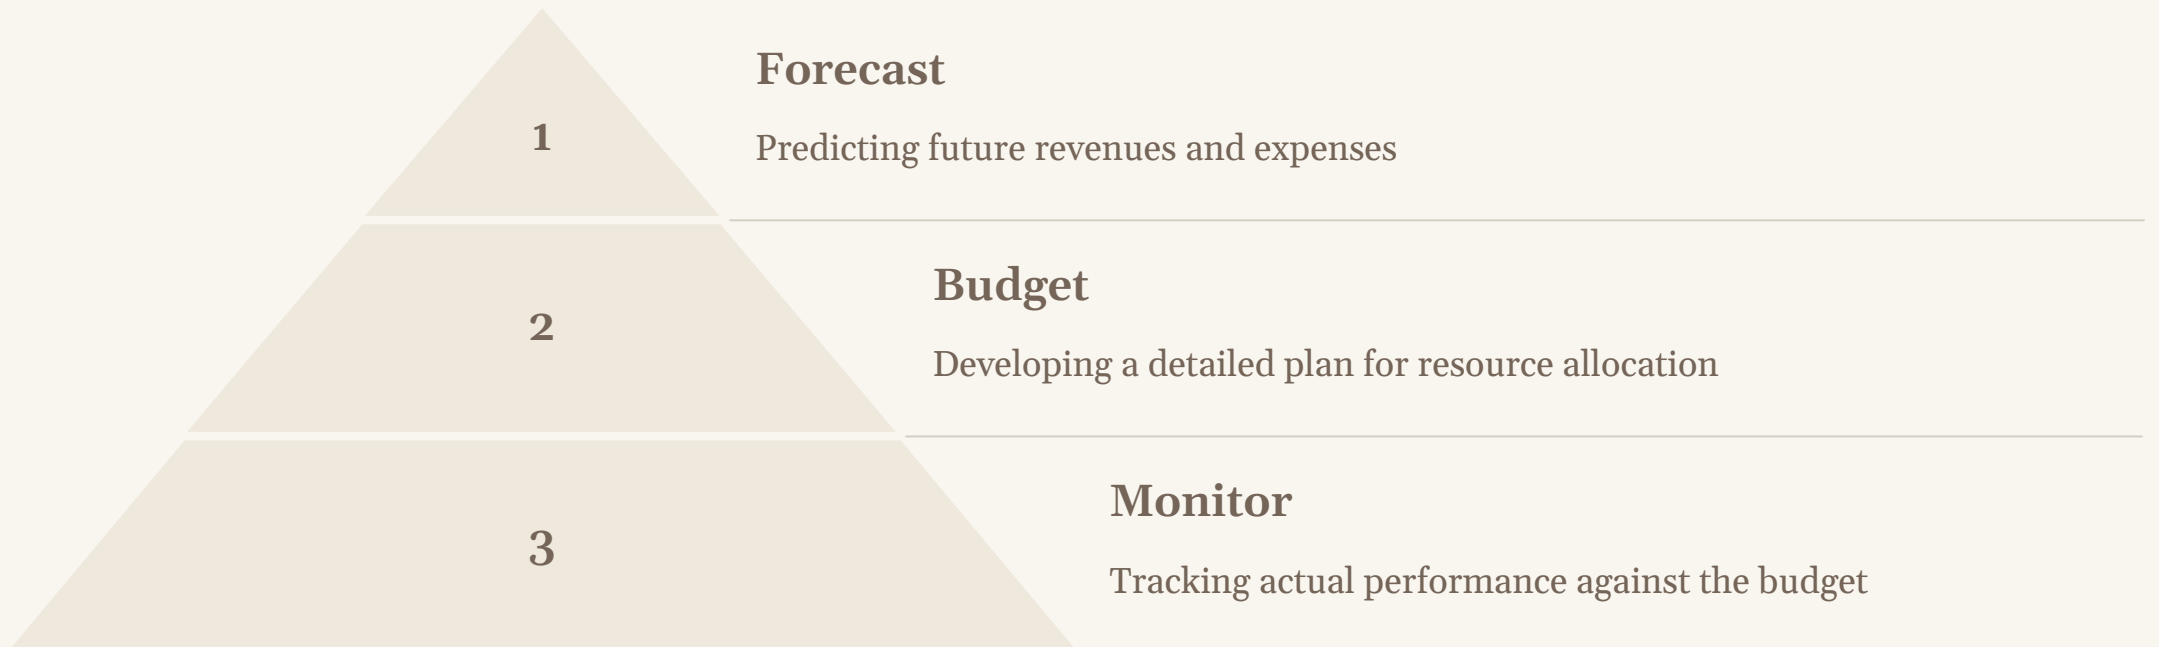 1
Forecast
Predicting future revenues and expenses
2
Budget
Developing a detailed plan for resource allocation
3
Monitor
Tracking actual performance against the budget